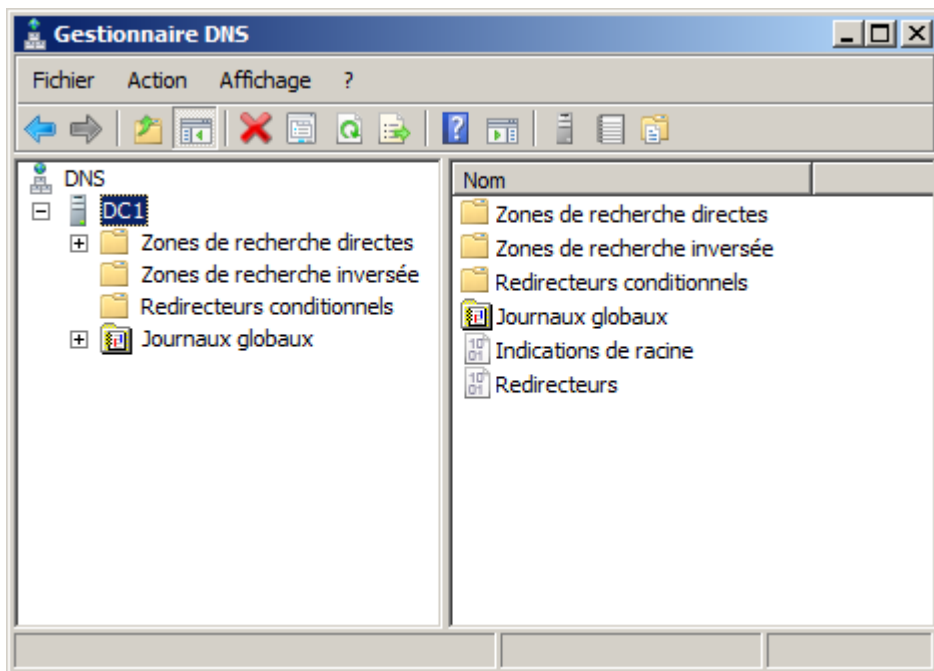 Gestionnaire DNS
Fichier Action Affichage ?
DNS
DC1
Zones de recherche directes
Zones de recherche inversée
Redirecteurs conditionnels
Journaux globaux
Nom
Zones de recherche directes
Zones de recherche inversée
Redirecteurs conditionnels
Journaux globaux
Indications de racine
Redirecteurs